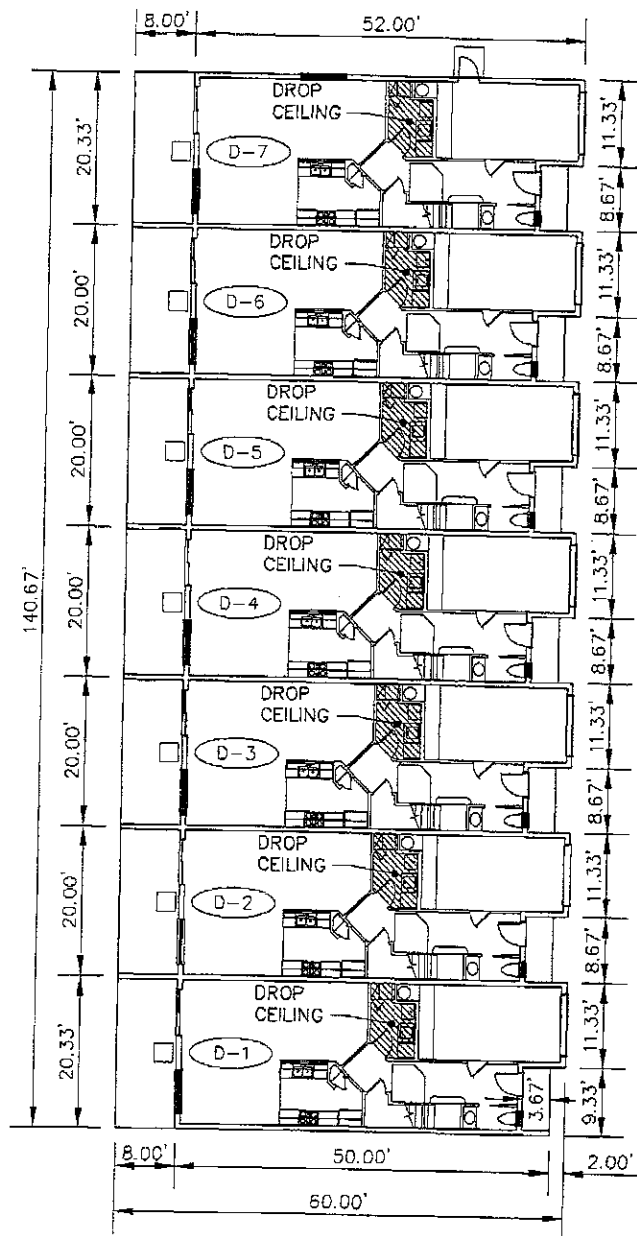 8.00' 52.00'
DROP
CEILING
D-7
20.33'
11.33'
8.67'
DROP
CEILING
D-6
20.00'
11.33'
8.67'
DROP
CEILING
D-5
20.00'
11.33'
8.67'
DROP
CEILING
D-4
20.00'
140.67'
11.33'
8.67'
DROP
CEILING
D-3
20.00'
11.33'
8.67'
DROP
CEILING
D-2
20.00'
11.33'
8.67'
DROP
CEILING
D-1
20.33'
11.33'
3.67'
9.33'
8.00' 50.00' 2.00'
60.00'